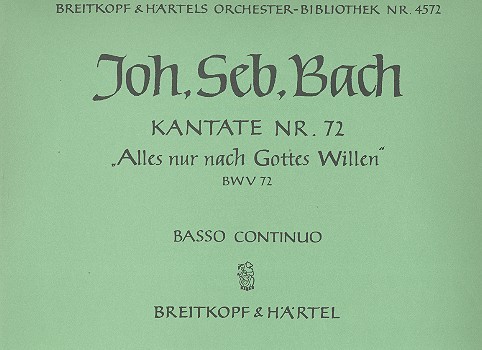 BREITKOPF & HÄRTELS ORCHESTER-BIBLIOTHEK NR. 4572
Joh. Seb. Bach
KANTATE NR. 72
„Alles nur nach Gottes Willen“
BWV 72
BASSO CONTINUO
BREITKOPF & HÄRTEL